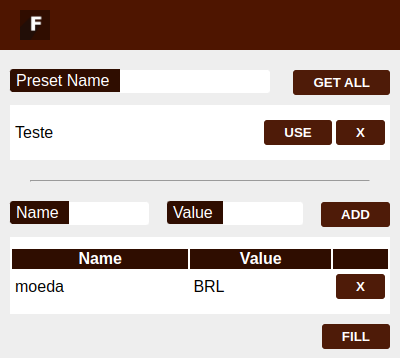 F
Preset Name GET ALL
Teste USE X
Name Value ADD
Name Value
moeda BRL X
FILL